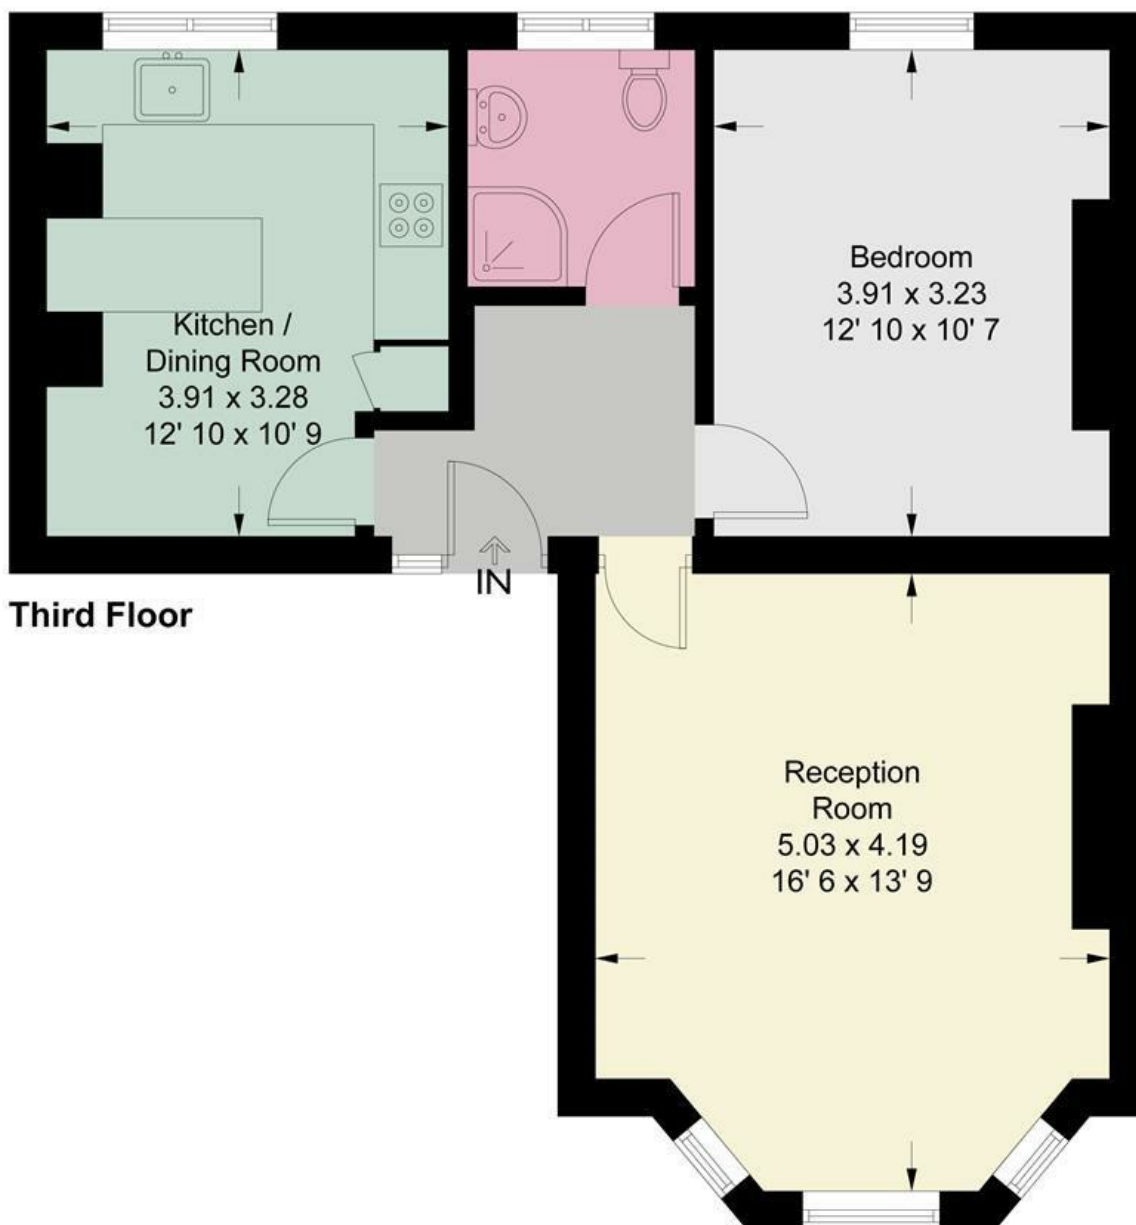 Kitchen /
Dining Room
3.91 x 3.28
12' 10 x 10' 9
Bedroom
3.91 x 3.23
12' 10 x 10' 7
IN
Third Floor
Reception
Room
5.03 x 4.19
16' 6 x 13' 9